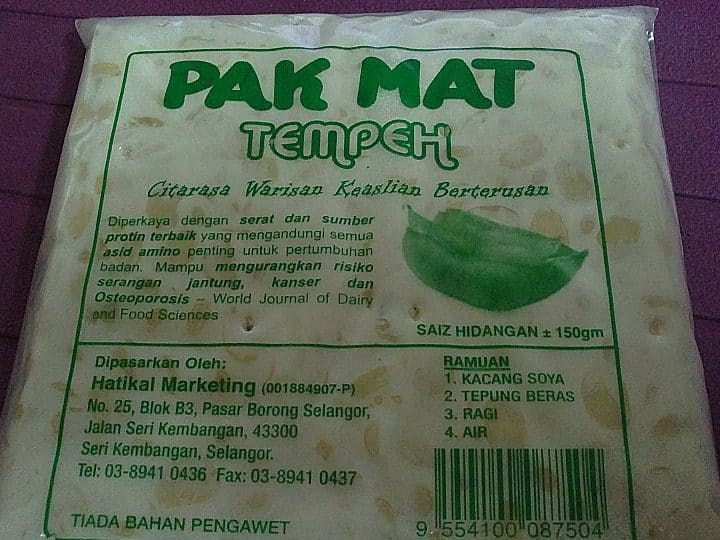 PAK MAT
TEMPEH
Citarasa Warisan Keaslian Berterusan
Diperkaya dengan serat dan sumber
protin terbaik yang mengandungi semua
asid amino penting untuk pertumbuhan
badan. Mampu mengurangkan risiko
serangan jantung, kanser dan
Osteoporosis – World Journal of Dairy
and Food Sciences
SAIZ HIDANGAN ± 150gm
Dipasarkan Oleh:
Hatikal Marketing (001884907-P)
No. 25, Blok B3, Pasar Borong Selangor,
Jalan Seri Kembangan, 43300
Seri Kembangan, Selangor.
Tel: 03-8941 0436 Fax: 03-8941 0437
TIADA BAHAN PENGAWET
RAMUAN
1. KACANG SOYA
2. TEPUNG BERAS
3. RAGI
4. AIR
9 554100 087504